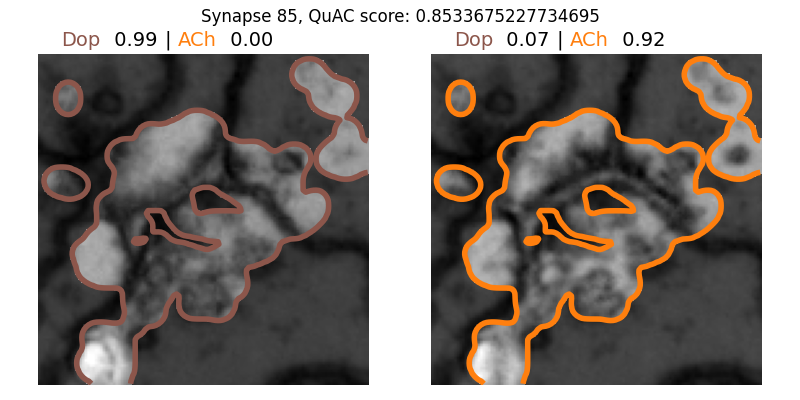 Synapse 85, QuAC score: 0.8533675227734695
Dop 0.99 | ACh 0.00
Dop 0.07 | ACh 0.92